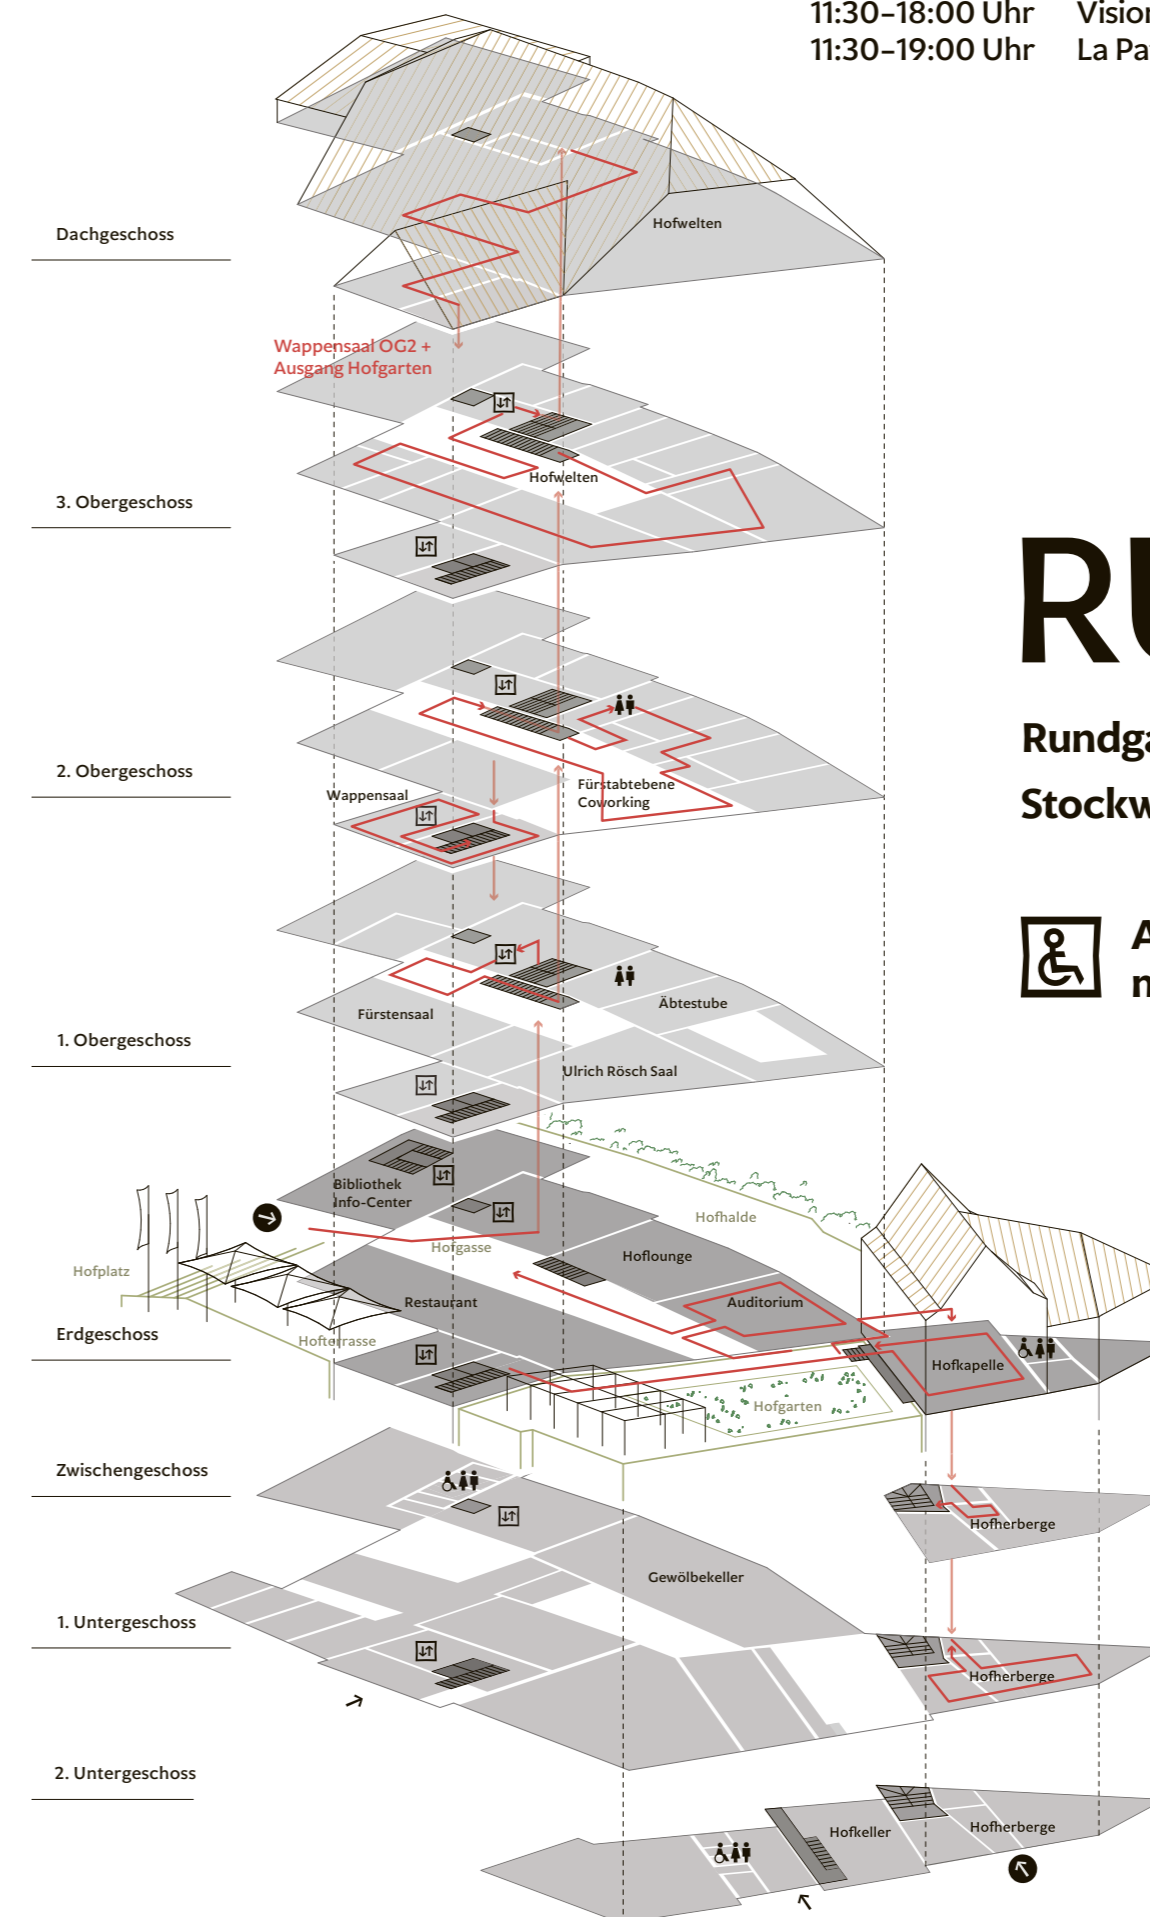 11:30–18:00 Uhr
11:30–19:00 Uhr La
Hofwelten
Dachgeschoss
Wappensaal OG2 +
Ausgang Hofgarten
Hofwelten
3. Obergeschoss
2. Obergeschoss
Wappensaal
Fürstabtebene
Coworking
Stockw
Fürstensaal
Äbtestube
1. Obergeschoss
Ulrich Rösch Saal
Bibliothek
Info-Center
Hofhalde
Hofgasse
Hoflounge
Hofplatz
Restaurant
Auditorium
Erdgeschoss
Hofterrasse
Hofkapelle
Hofgarten
Zwischengeschoss
Hofherberge
Gewölbekeller
1. Untergeschoss
Hofherberge
2. Untergeschoss
Hofkeller
Hofherberge